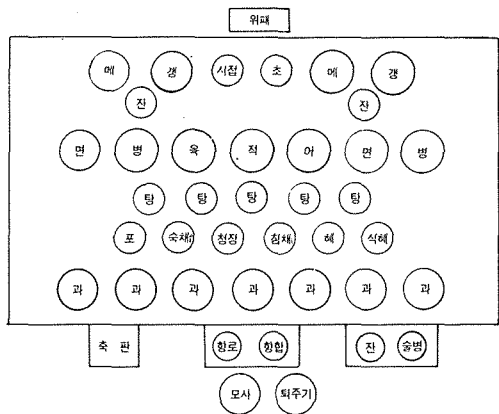 위패
메 갱 시접 초 메 갱
잔 잔
면 병 육 적 어 면 병
탕 탕 탕 탕 탕
포 숙채 청장 침채 혜 식혜
과 과 과 과 과 과 과
축 판 향로 향합 잔 술병
모사 퇴주기